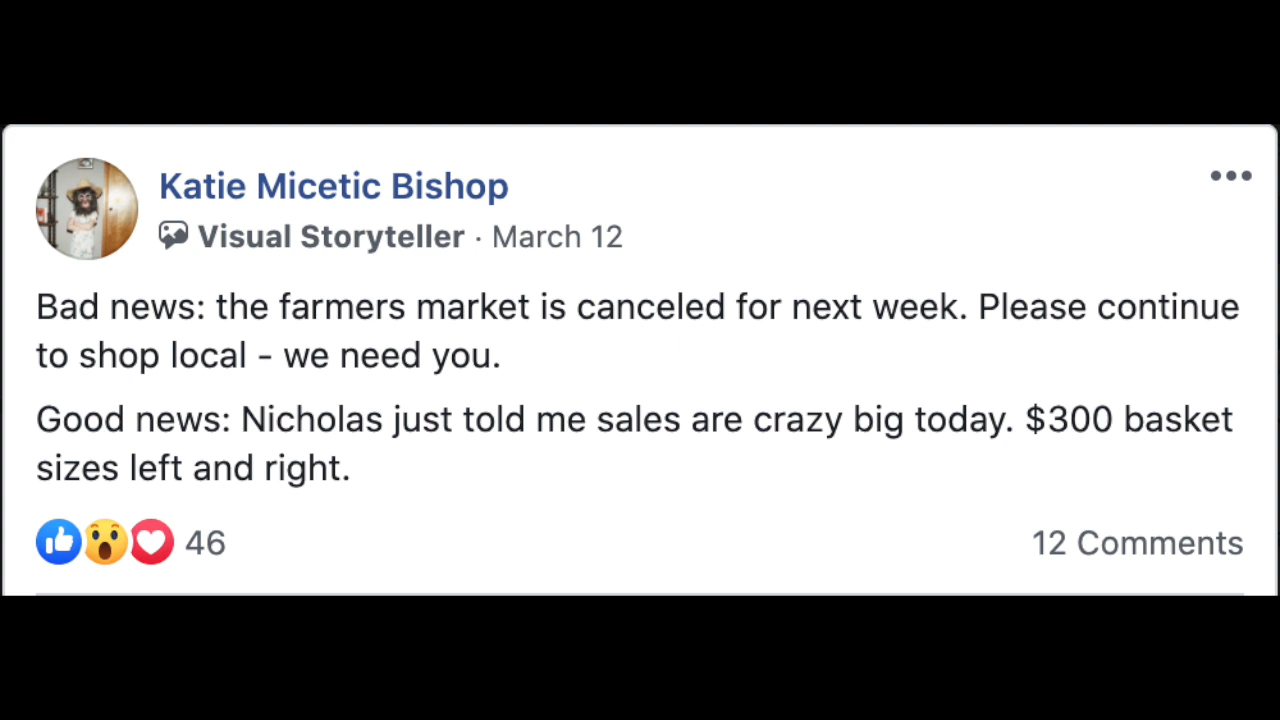 Katie Micetic Bishop
Visual Storyteller · March 12
Bad news: the farmers market is canceled for next week. Please continue
to shop local - we need you.
Good news: Nicholas just told me sales are crazy big today. $300 basket
sizes left and right.
46
12 Comments